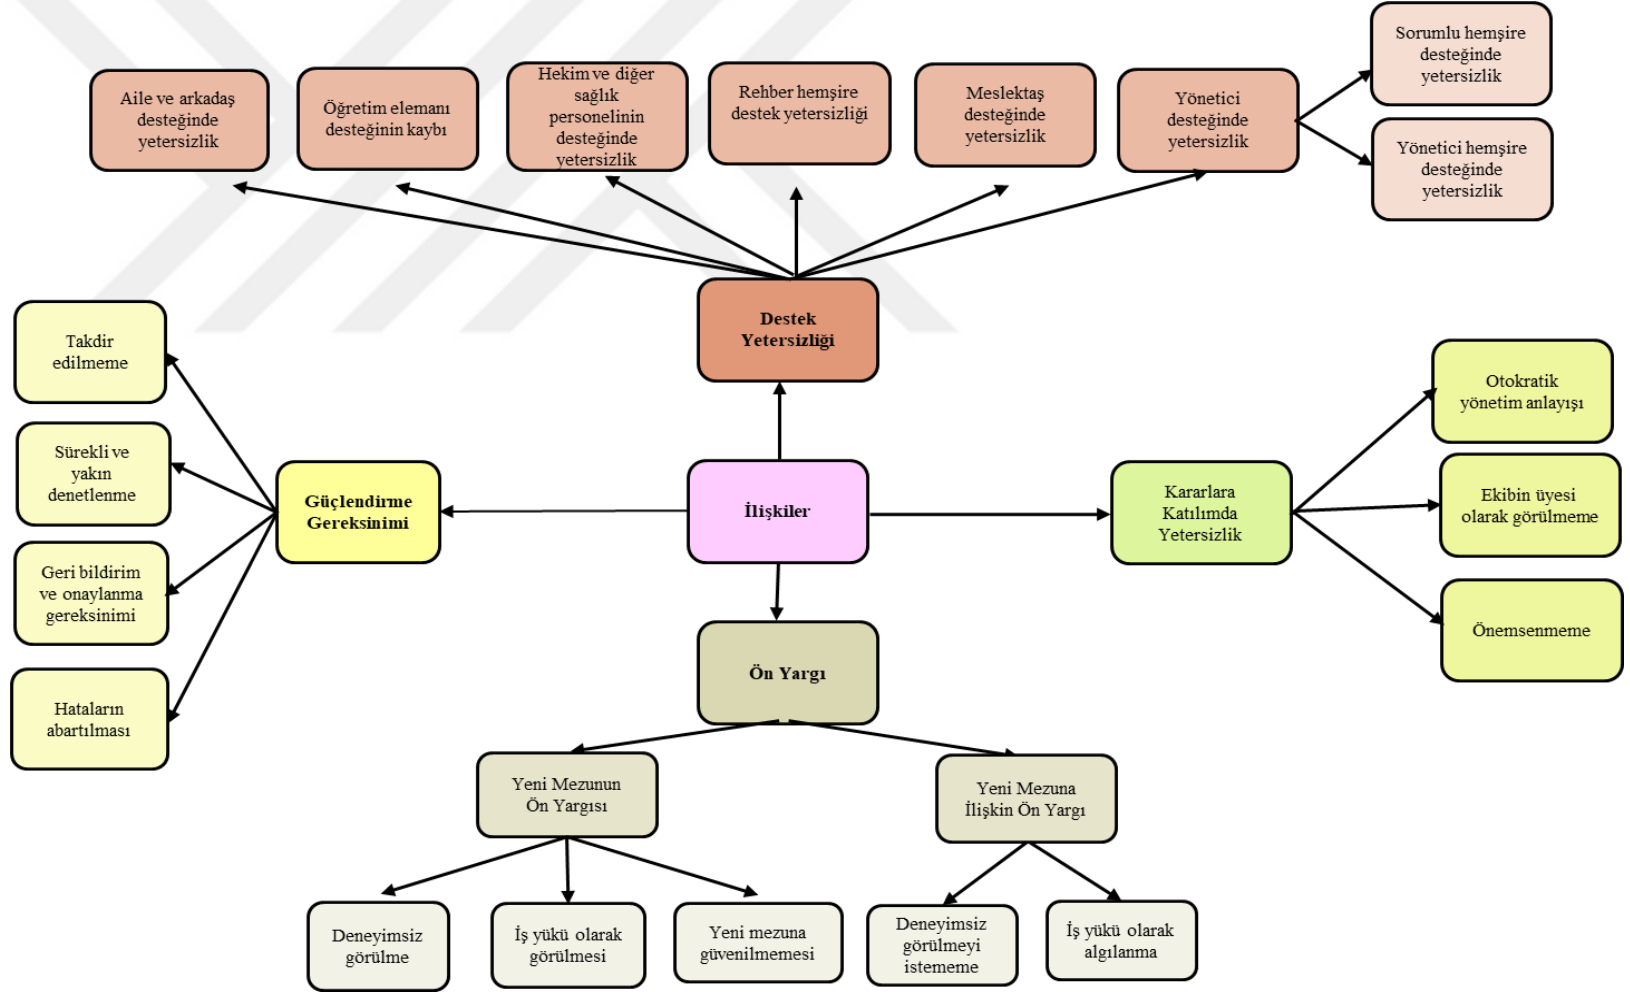 Sorumlu hemşire
desteğinde
yetersizlik
Aile ve arkadaş
desteğinde
yetersizlik
Öğretim elemanı
desteğinin kaybı
Hekim ve diğer
sağlık
personelinin
desteğinde
yetersizlik
Rehber hemşire
destek yetersizliği
Meslektaş
desteğinde
yetersizlik
Yönetici
desteğinde
yetersizlik
Yönetici hemşire
desteğinde
yetersizlik
Destek
Yetersizliği
Takdir
edilmeme
Sürekli ve
yakın
denetlenme
Geri bildirim
ve onaylanma
gereksinimi
Hataların
abartılması
Güçlendirme
Gereksinimi
İlişkiler
Kararlara
Katılımda
Yetersizlik
Otokratik
yönetim anlayışı
Ekibin üyesi
olarak görülmeme
Önemsenmeme
Ön Yargı
Yeni Mezunun
Ön Yargısı
Yeni Mezuna
İlişkin Ön Yargı
Deneyimsiz
görülme
İş yükü olarak
görülmesi
Yeni mezuna
güvenilmemesi
Deneyimsiz
görülmeyi
istememe
İş yükü olarak
algılanma